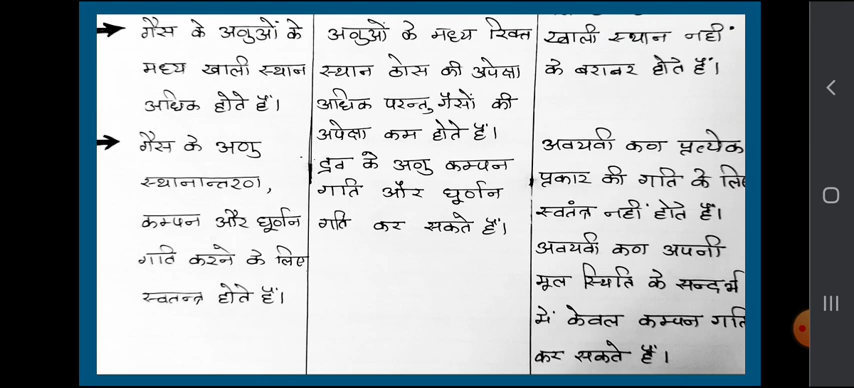 गैस के अणुओं के
मध्य खाली स्थान
अधिक होते हैं।
गैस के अणु
स्थानान्तरण,
कम्पन और घूर्णन
गति करने के लिए
स्वतन्त्र होते हैं।
अणुओं के मध्य रिक्त
स्थान ठोस की अपेक्षा
अधिक परन्तु गैसों की
अपेक्षा कम होते हैं।
द्रव के अणु कम्पन
गति और घूर्णन
गति कर सकते हैं।
खाली स्थान नहीं
के बराबर होते हैं।
अवयवी कण प्रत्येक
प्रकार की गति के लिए
स्वतंत्र नहीं होते हैं।
अवयवी कण अपनी
मूल स्थिति के सन्दर्भ
में केवल कम्पन गति
कर सकते हैं।